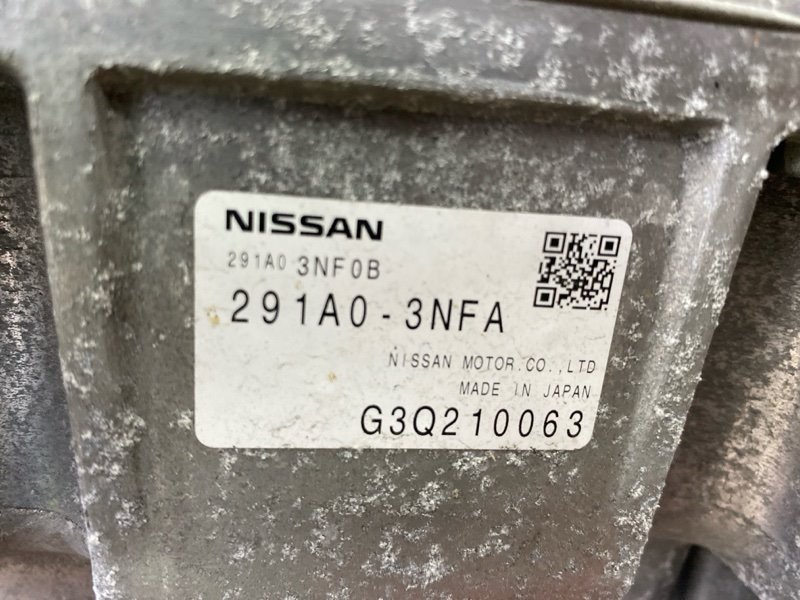 NISSAN
291A0 3NF0B
291A0-3NFA
NISSAN MOTOR.CO.,LTD
MADE IN JAPAN
G3Q210063